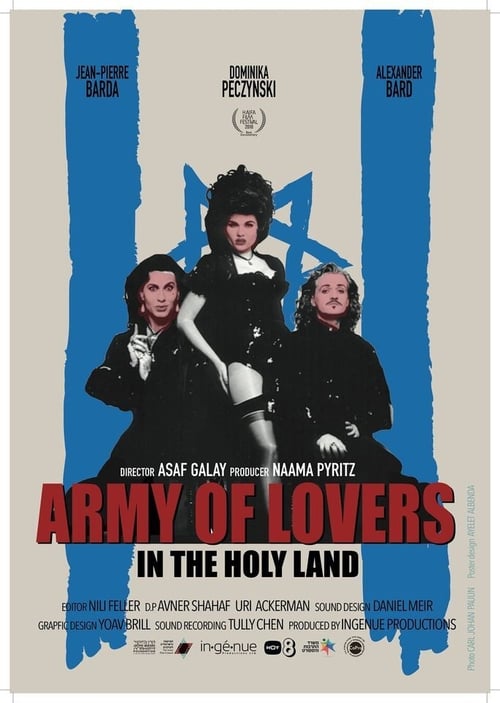 JEAN-PIERRE
BARDA
DOMINIKA
PECZYNSKI
ALEXANDER
BARD
HAIFA
FILM
FESTIVAL
2018
DIRECTOR ASAF GALAY PRODUCER NAAMA PYRITZ
ARMY OF LOVERS
IN THE HOLY LAND
EDITOR NILI FELLER D.P AVNER SHAHAF URI ACKERMAN SOUND DESIGN DANIEL MEIR
GRAPFIC DESIGN YOAV BRILL SOUND RECORDING TULLY CHEN PRODUCED BY INGENUE PRODUCTIONS
in·gé·nue
HOT 8
Photo CARL JOHAN PAULIN Poster design AYELET ALBENDA